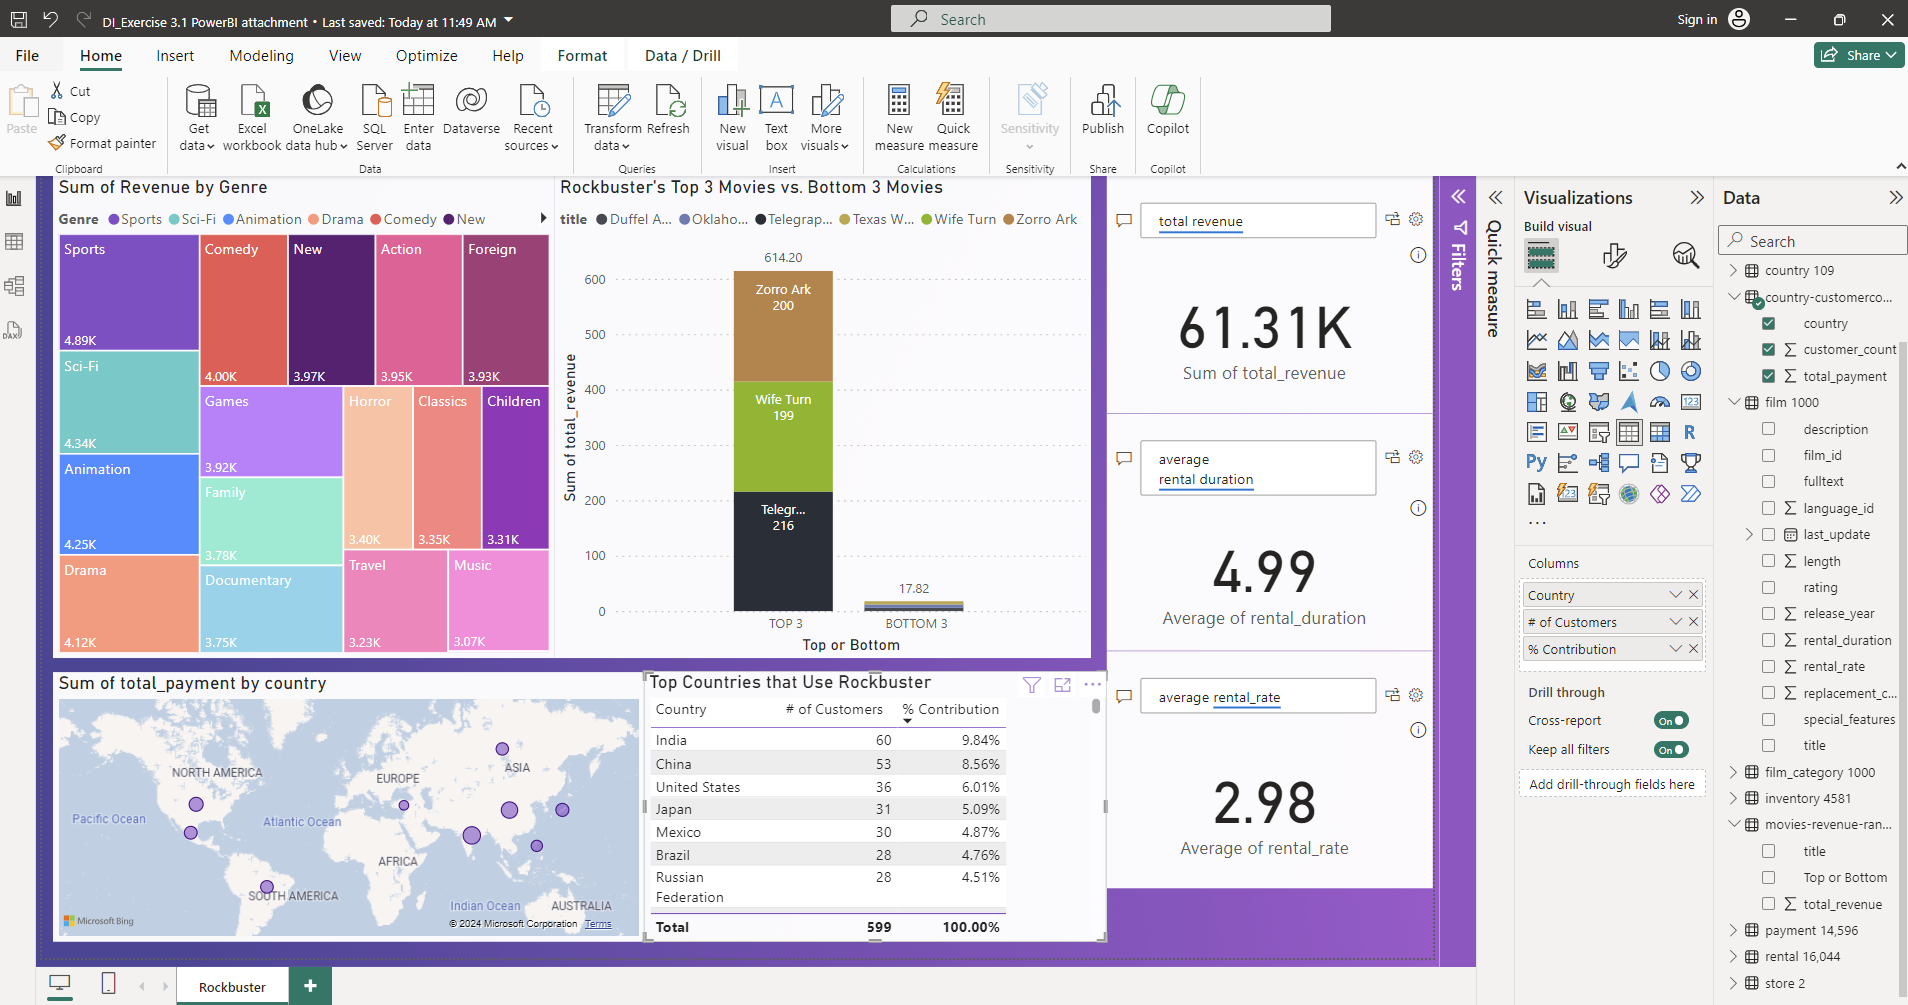 DI_Exercise 3.1 PowerBI attachment • Last saved: Today at 11:49 AM
Search
Sign in
File
Home
Insert
Modeling
View
Optimize
Help
Format
Data / Drill
Share
Paste
Cut
Copy
Format painter
Clipboard
Get data
Excel workbook
OneLake data hub
SQL Server
Enter data
Dataverse
Recent sources
Data
Transform data
Refresh
Queries
New visual
Text box
More visuals
Insert
New measure
Quick measure
Calculations
Sensitivity
Sensitivity
Publish
Share
Copilot
Copilot
Sum of Revenue by Genre
Genre Sports Sci-Fi Animation Drama Comedy New
Sports
4.89K
Sci-Fi
4.34K
Animation
4.25K
Drama
4.12K
Comedy
4.00K
New
3.97K
Action
3.95K
Foreign
3.93K
Games
3.92K
Family
3.78K
Documentary
3.75K
Horror
3.40K
Classics
3.35K
Children
3.31K
Travel
3.23K
Music
3.07K
Rockbuster's Top 3 Movies vs. Bottom 3 Movies
title Duffel A... Oklaho... Telegrap... Texas W... Wife Turn Zorro Ark
Sum of total_revenue
600
500
400
300
200
100
0
614.20
Zorro Ark
200
Wife Turn
199
Telegr...
216
17.82
TOP 3
BOTTOM 3
Top or Bottom
total revenue
61.31K
Sum of total_revenue
average
rental duration
4.99
Average of rental_duration
average rental_rate
2.98
Average of rental_rate
Sum of total_payment by country
NORTH AMERICA
EUROPE
ASIA
Pacific Ocean
Atlantic Ocean
AFRICA
SOUTH AMERICA
Indian Ocean
AUSTRALIA
Microsoft Bing
© 2024 Microsoft Corporation Terms
Top Countries that Use Rockbuster
Country # of Customers % Contribution
India 60 9.84%
China 53 8.56%
United States 36 6.01%
Japan 31 5.09%
Mexico 30 4.87%
Brazil 28 4.76%
Russian 28 4.51%
Federation
Total 599 100.00%
Filters
Quick measure
Visualizations
Build visual
123
R
Py
123
...
Columns
Country
# of Customers
% Contribution
Drill through
Cross-report
On
Keep all filters
On
Add drill-through fields here
Data
Search
country 109
country-customerco...
country
customer_count
total_payment
film 1000
description
film_id
fulltext
language_id
last_update
length
rating
release_year
rental_duration
rental_rate
replacement_c...
special_features
title
film_category 1000
inventory 4581
movies-revenue-ran...
title
Top or Bottom
total_revenue
payment 14,596
rental 16,044
store 2
DAX
Rockbuster